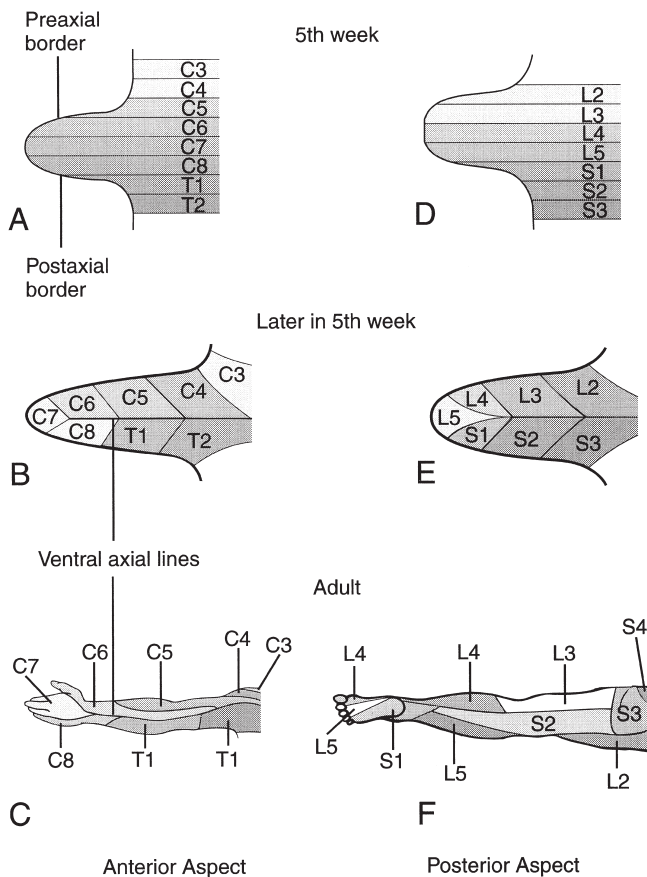 Preaxial
border
5th week
C3
C4
C5
C6
C7
C8
T1
T2
A
Postaxial
border
L2
L3
L4
L5
S1
S2
S3
D
Later in 5th week
C3
C4
C5
C6
C7
C8
T1
T2
B
L2
L3
L4
L5
S1
S2
S3
E
Ventral axial lines
Adult
C7
C6
C5
C4
C3
C8
T1
T1
C
L4
L4
L3
S4
S3
S2
L5
S1
L5
L2
F
Anterior Aspect
Posterior Aspect